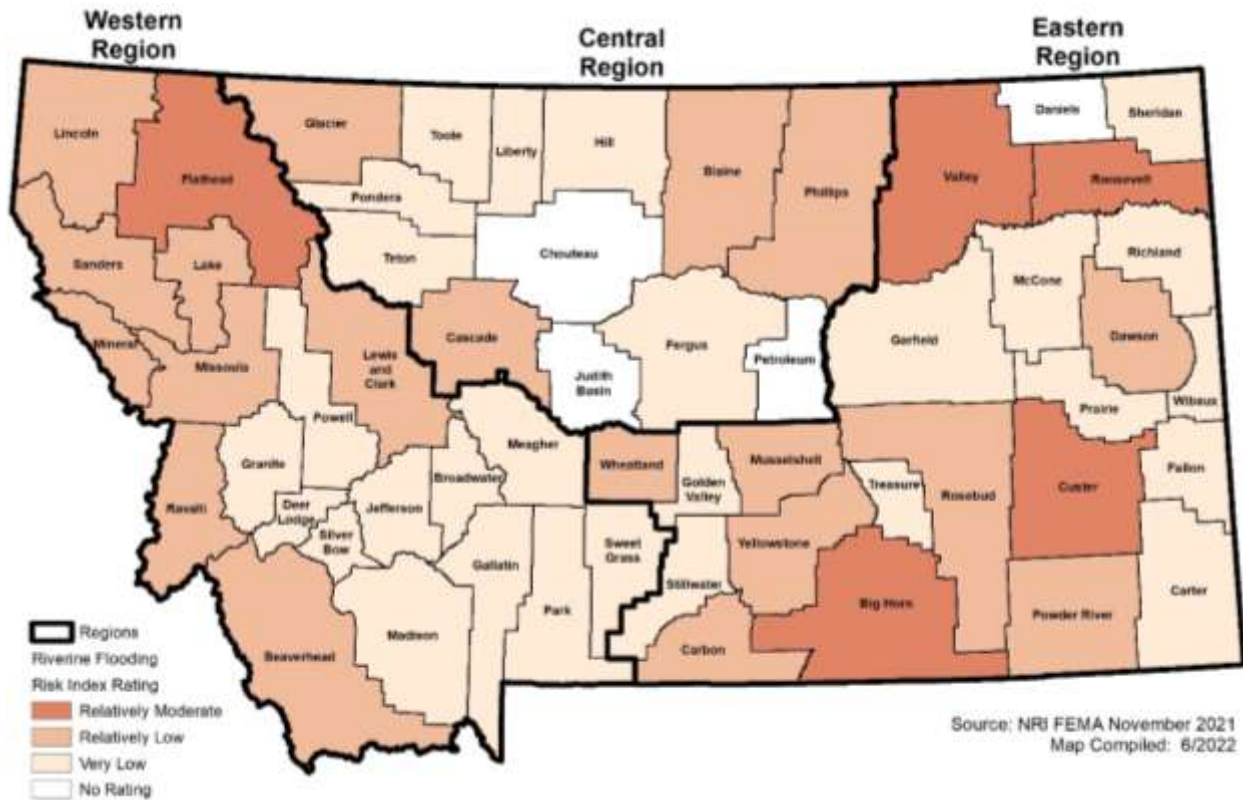 Western
Region
Central
Region
Eastern
Region
Lincoln
Flathead
Glacier
Toole
Liberty
Hill
Blaine
Phillips
Valley
Daniels
Sheridan
Roosevelt
Pondera
Teton
Chouteau
Sanders
Lake
Richland
McCone
Garfield
Dawson
Mineral
Missoula
Lewis
and
Clark
Cascade
Judith
Basin
Fergus
Petroleum
Prairie
Wibaux
Powell
Meagher
Granite
Wheatland
Golden
Valley
Musselshell
Treasure
Rosebud
Custer
Fallon
Ravalli
Deer
Lodge
Silver
Bow
Jefferson
Broadwater
Gallatin
Park
Sweet
Grass
Stillwater
Yellowstone
Big Horn
Powder River
Carter
Carbon
Madison
Beaverhead
Regions
Riverine Flooding
Risk Index Rating
Relatively Moderate
Relatively Low
Very Low
No Rating
Source: NRI FEMA November 2021
Map Compiled: 6/2022